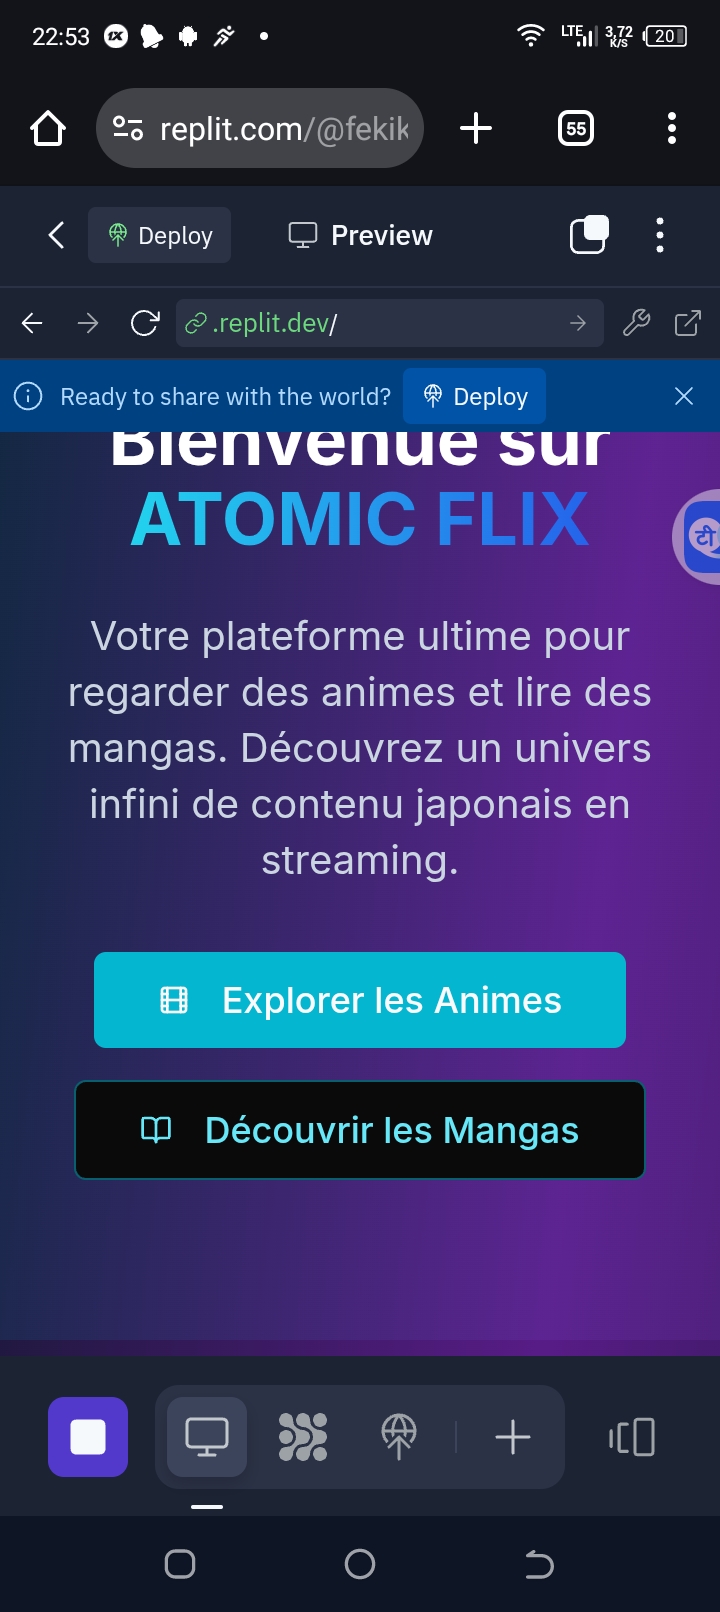 22:53 1X LTE 3,72 K/S 20
replit.com/@fekik
55
Deploy
Preview
.replit.dev/
Ready to share with the world?
Deploy
Bienvenue sur
ATOMIC FLIX
टी
Votre plateforme ultime pour
regarder des animes et lire des
mangas. Découvrez un univers
infini de contenu japonais en
streaming.
Explorer les Animes
Découvrir les Mangas